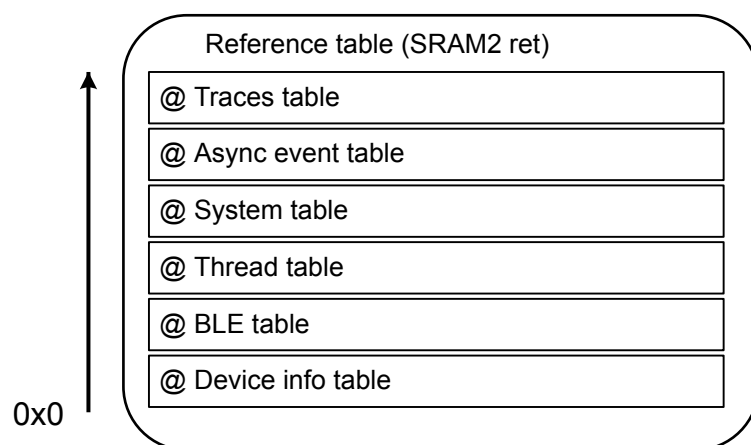 Reference table (SRAM2 ret)
@ Traces table
@ Async event table
@ System table
@ Thread table
@ BLE table
@ Device info table
0x0